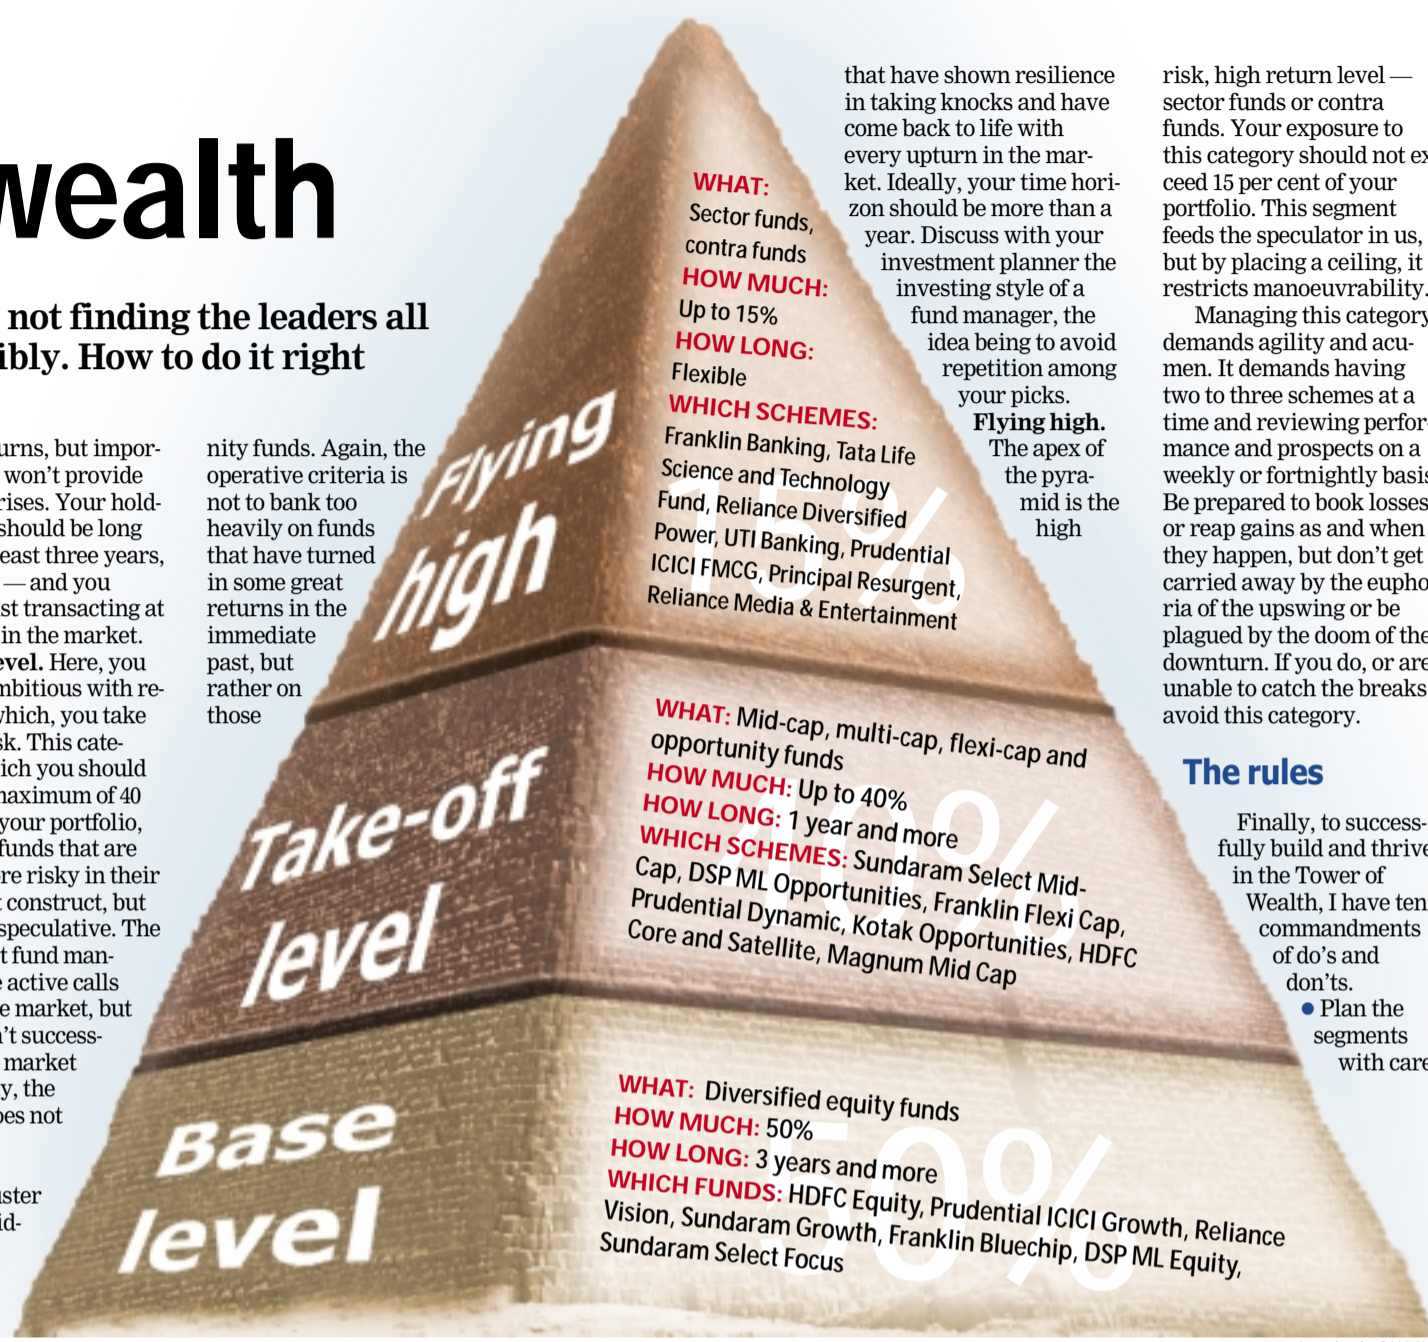 wealth
not finding the leaders all
ibly. How to do it right
urns, but impor-
won't provide
rises. Your hold-
should be long
east three years,
— and you
st transacting at
in the market.
evel. Here, you
mbitious with re-
which, you take
sk. This cate-
ich you should
maximum of 40
your portfolio,
funds that are
re risky in their
t construct, but
speculative. The
t fund man-
e active calls
e market, but
n't success-
market
y, the
oes not
uster
id-
nity funds. Again, the
operative criteria is
not to bank too
heavily on funds
that have turned
in some great
returns in the
immediate
past, but
rather on
those
Flying
high
15%
WHAT:
Sector funds,
contra funds
HOW MUCH:
Up to 15%
HOW LONG:
Flexible
WHICH SCHEMES:
Franklin Banking, Tata Life
Science and Technology
Fund, Reliance Diversified
Power, UTI Banking, Prudential
ICICI FMCG, Principal Resurgent,
Reliance Media & Entertainment
Take-off
level
40%
WHAT: Mid-cap, multi-cap, flexi-cap and
opportunity funds
HOW MUCH: Up to 40%
HOW LONG: 1 year and more
WHICH SCHEMES: Sundaram Select Mid-
Cap, DSP ML Opportunities, Franklin Flexi Cap,
Prudential Dynamic, Kotak Opportunities, HDFC
Core and Satellite, Magnum Mid Cap
Base
level
50%
WHAT: Diversified equity funds
HOW MUCH: 50%
HOW LONG: 3 years and more
WHICH FUNDS: HDFC Equity, Prudential ICICI Growth, Reliance
Vision, Sundaram Growth, Franklin Bluechip, DSP ML Equity,
Sundaram Select Focus
that have shown resilience
in taking knocks and have
come back to life with
every upturn in the mar-
ket. Ideally, your time hori-
zon should be more than a
year. Discuss with your
investment planner the
investing style of a
fund manager, the
idea being to avoid
repetition among
your picks.
Flying high.
The apex of
the pyra-
mid is the
high
risk, high return level —
sector funds or contra
funds. Your exposure to
this category should not ex
ceed 15 per cent of your
portfolio. This segment
feeds the speculator in us,
but by placing a ceiling, it
restricts manoeuvrability.
Managing this category
demands agility and acu-
men. It demands having
two to three schemes at a
time and reviewing perfor-
mance and prospects on a
weekly or fortnightly basis
Be prepared to book losses
or reap gains as and when
they happen, but don't get
carried away by the eupho
ria of the upswing or be
plagued by the doom of the
downturn. If you do, or are
unable to catch the breaks
avoid this category.
The rules
Finally, to success-
fully build and thrive
in the Tower of
Wealth, I have ten
commandments
of do's and
don'ts.
● Plan the
segments
with care